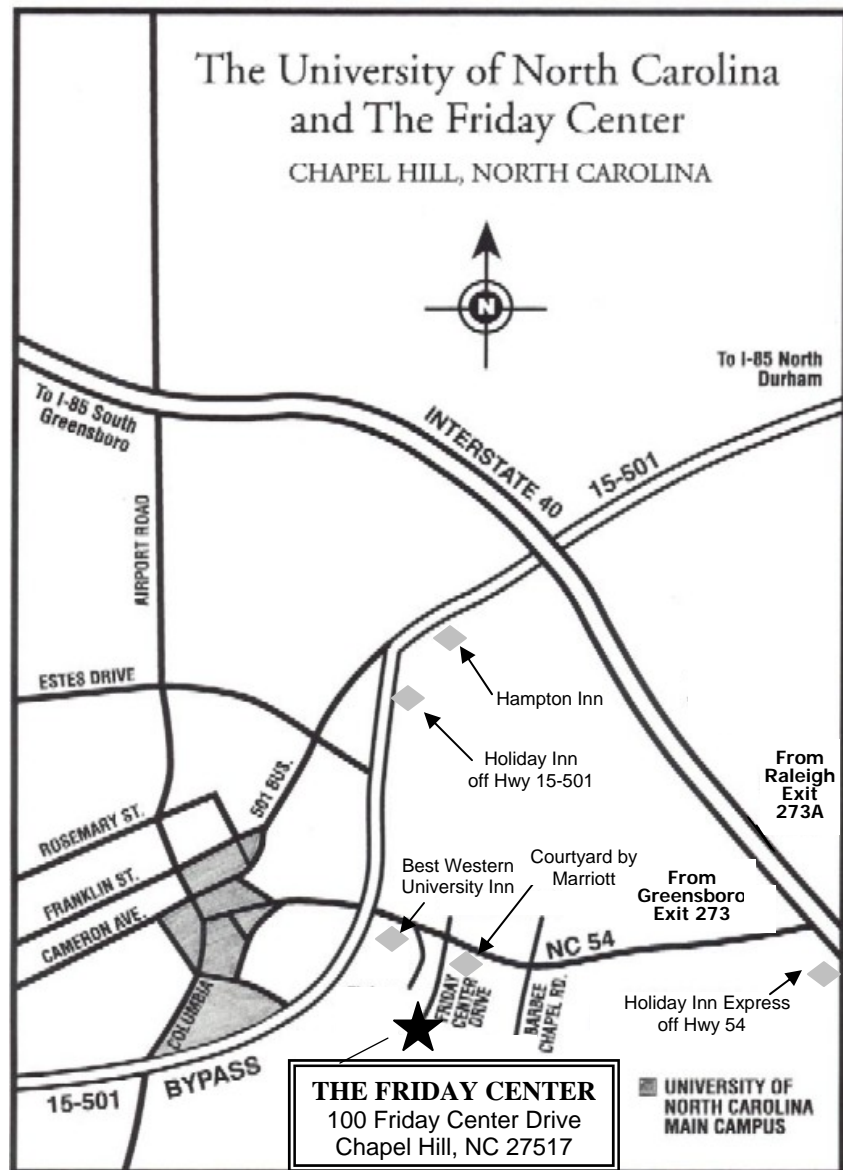 The University of North Carolina
and The Friday Center
CHAPEL HILL, NORTH CAROLINA
N
To I-85 North
Durham
To I-85 South
Greensboro
INTERSTATE 40
15-501
AIRPORT ROAD
ESTES DRIVE
Hampton Inn
Holiday Inn
off Hwy 15-501
501 BUS.
From
Raleigh
Exit
273A
ROSEMARY ST.
FRANKLIN ST.
CAMERON AVE.
Best Western
University Inn
Courtyard by
Marriott
From
Greensboro
Exit 273
NC 54
COLUMBIA
FRIDAY
CENTER
DRIVE
BARBEE
CHAPEL RD.
Holiday Inn Express
off Hwy 54
15-501
BYPASS
THE FRIDAY CENTER
100 Friday Center Drive
Chapel Hill, NC 27517
UNIVERSITY OF
NORTH CAROLINA
MAIN CAMPUS